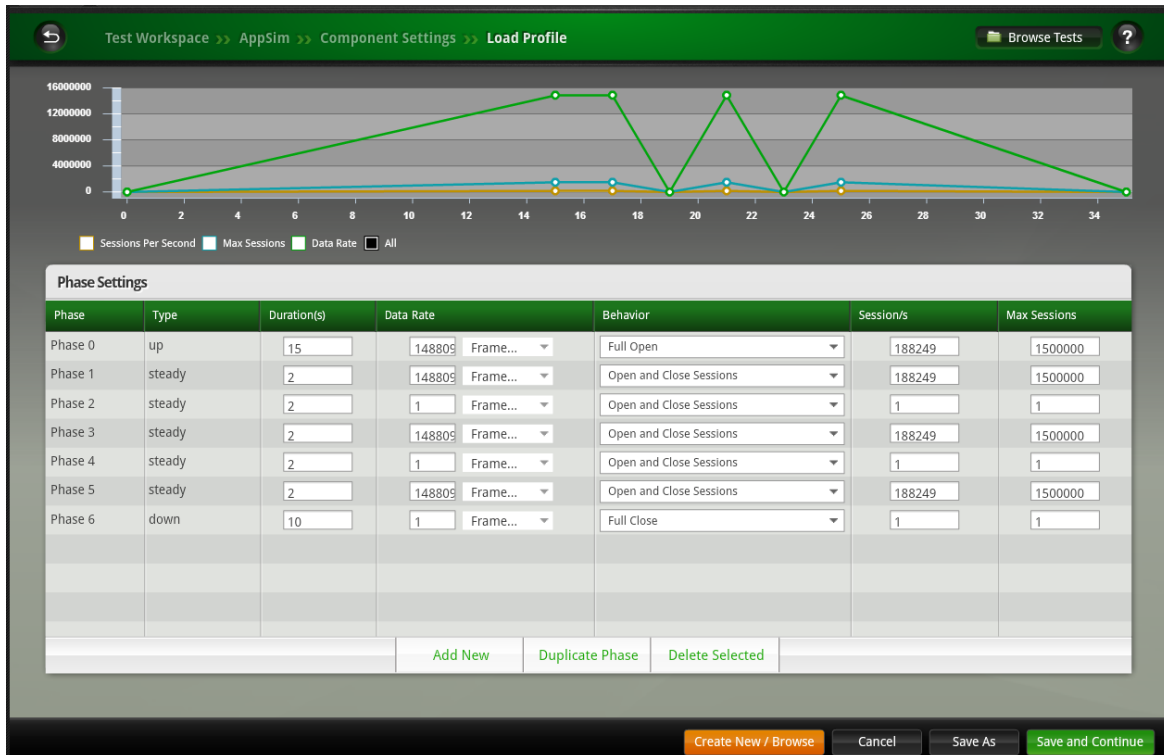 Test Workspace >> AppSim >> Component Settings >> Load Profile
Browse Tests ?
16000000
12000000
8000000
4000000
0
0 2 4 6 8 10 12 14 16 18 20 22 24 26 28 30 32 34
Sessions Per Second Max Sessions Data Rate All
Phase Settings
Phase Type Duration(s) Data Rate Behavior Session/s Max Sessions
Phase 0 up 15 148809 Frame... Full Open 188249 1500000
Phase 1 steady 2 148809 Frame... Open and Close Sessions 188249 1500000
Phase 2 steady 2 1 Frame... Open and Close Sessions 1 1
Phase 3 steady 2 148809 Frame... Open and Close Sessions 188249 1500000
Phase 4 steady 2 1 Frame... Open and Close Sessions 1 1
Phase 5 steady 2 148809 Frame... Open and Close Sessions 188249 1500000
Phase 6 down 10 1 Frame... Full Close 1 1
Add New Duplicate Phase Delete Selected
Create New / Browse Cancel Save As Save and Continue